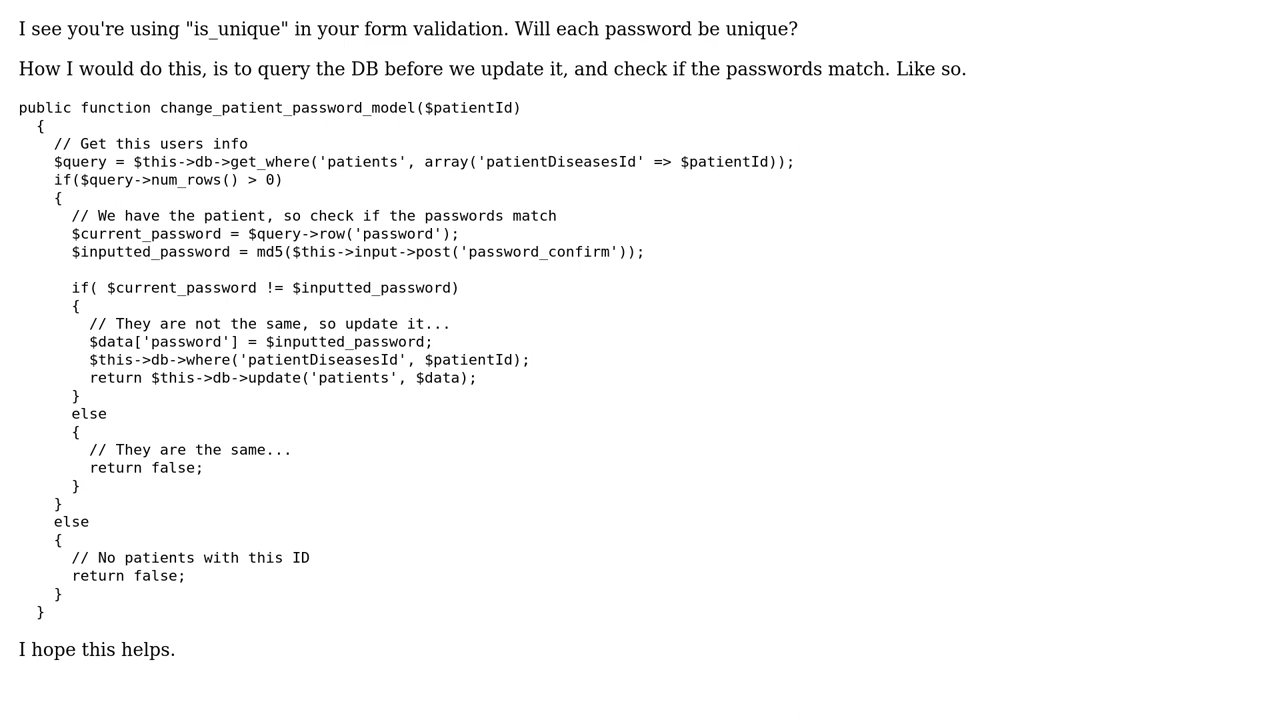 I see you're using "is_unique" in your form validation. Will each password be unique?
How I would do this, is to query the DB before we update it, and check if the passwords match. Like so.
public function change_patient_password_model($patientId)
  {
    // Get this users info
    $query = $this->db->get_where('patients', array('patientDiseasesId' => $patientId));
    if($query->num_rows() > 0)
    {
      // We have the patient, so check if the passwords match
      $current_password = $query->row('password');
      $inputted_password = md5($this->input->post('password_confirm'));

      if( $current_password != $inputted_password)
      {
        // They are not the same, so update it...
        $data['password'] = $inputted_password;
        $this->db->where('patientDiseasesId', $patientId);
        return $this->db->update('patients', $data);
      }
      else
      {
        // They are the same...
        return false;
      }
    }
    else
    {
      // No patients with this ID
      return false;
    }
  }
I hope this helps.